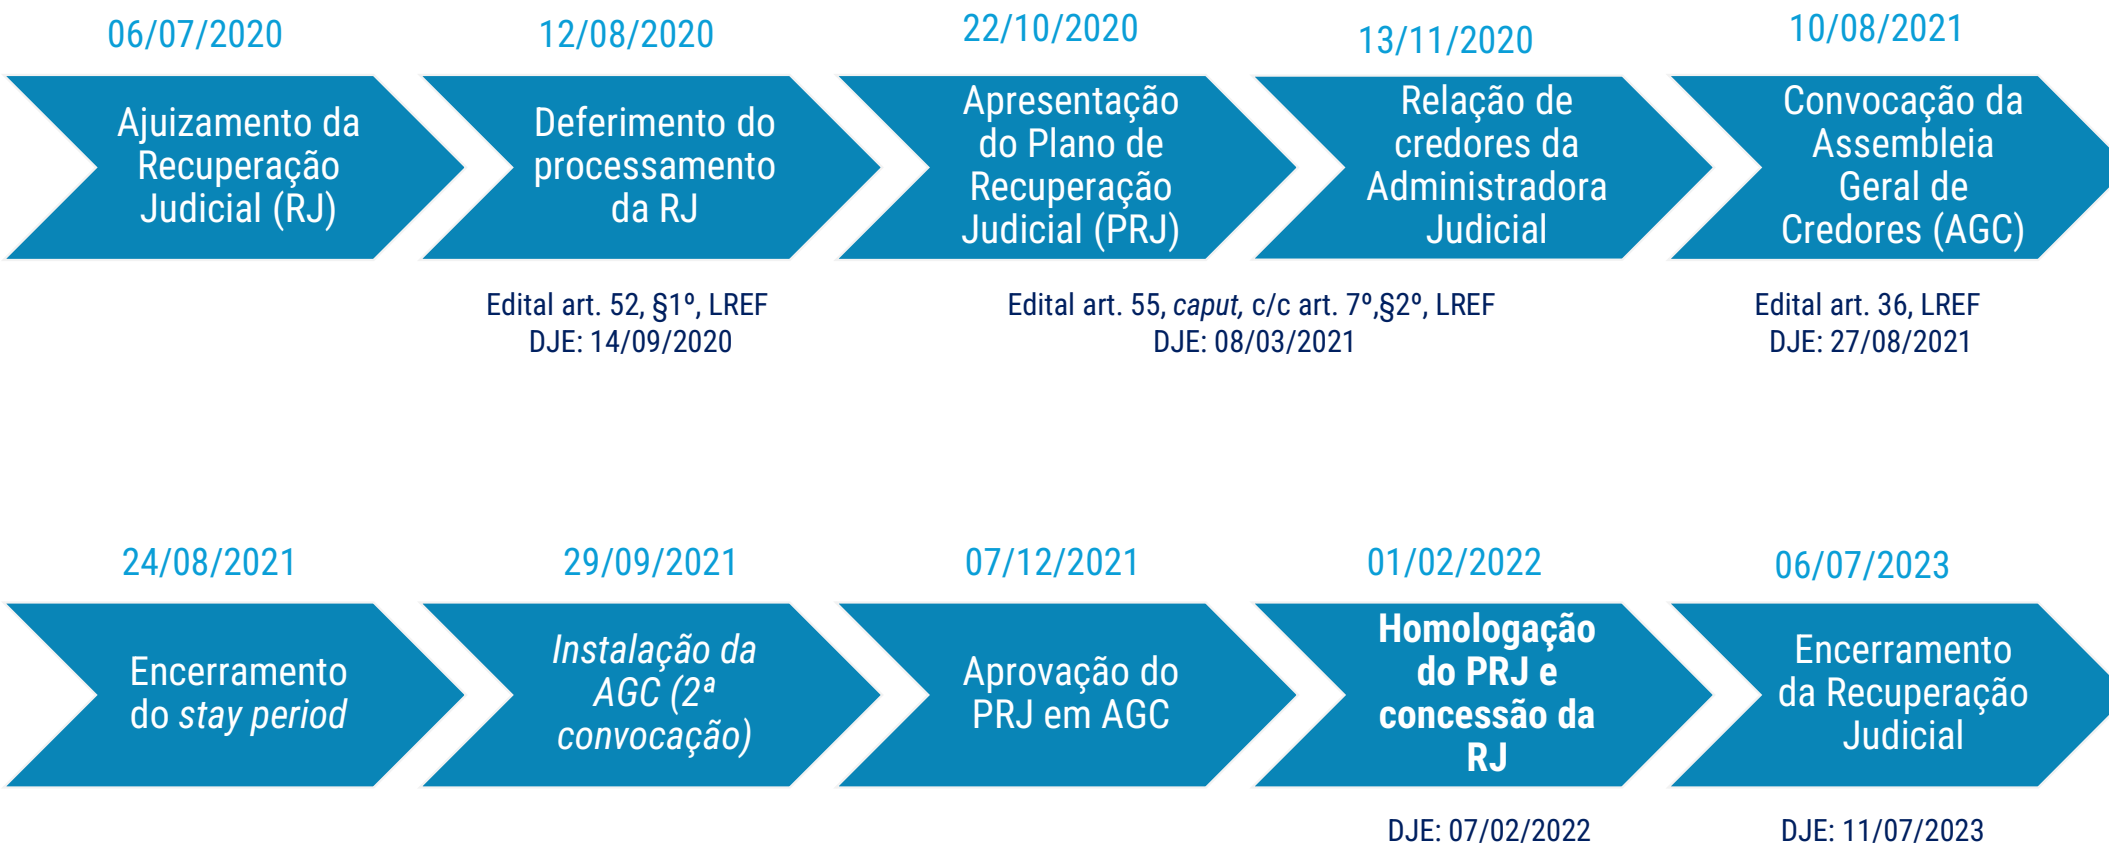 06/07/2020
Ajuizamento da
Recuperação
Judicial (RJ)
12/08/2020
Deferimento do
processamento
da RJ
Edital art. 52, §1º, LREF
DJE: 14/09/2020
22/10/2020
Apresentação
do Plano de
Recuperação
Judicial (PRJ)
13/11/2020
Relação de
credores da
Administradora
Judicial
Edital art. 55, caput, c/c art. 7º,§2º, LREF
DJE: 08/03/2021
10/08/2021
Convocação da
Assembleia
Geral de
Credores (AGC)
Edital art. 36, LREF
DJE: 27/08/2021
24/08/2021
Encerramento
do stay period
29/09/2021
Instalação da
AGC (2ª
convocação)
07/12/2021
Aprovação do
PRJ em AGC
01/02/2022
Homologação
do PRJ e
concessão da
RJ
DJE: 07/02/2022
06/07/2023
Encerramento
da Recuperação
Judicial
DJE: 11/07/2023